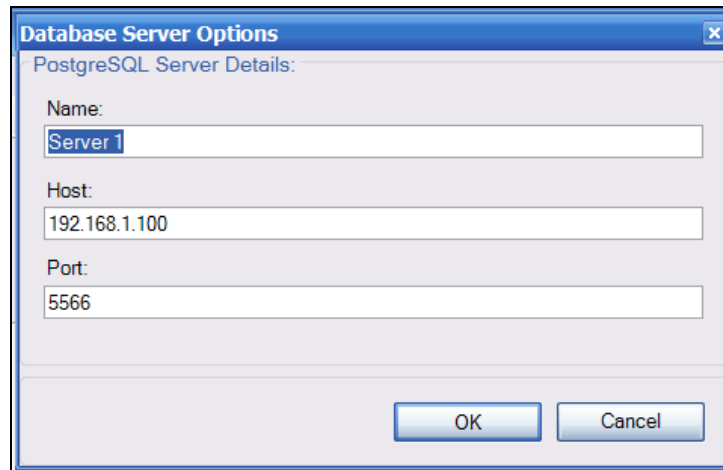 Database Server Options
PostgreSQL Server Details:
Name:
Server 1
Host:
192.168.1.100
Port:
5566
OK Cancel